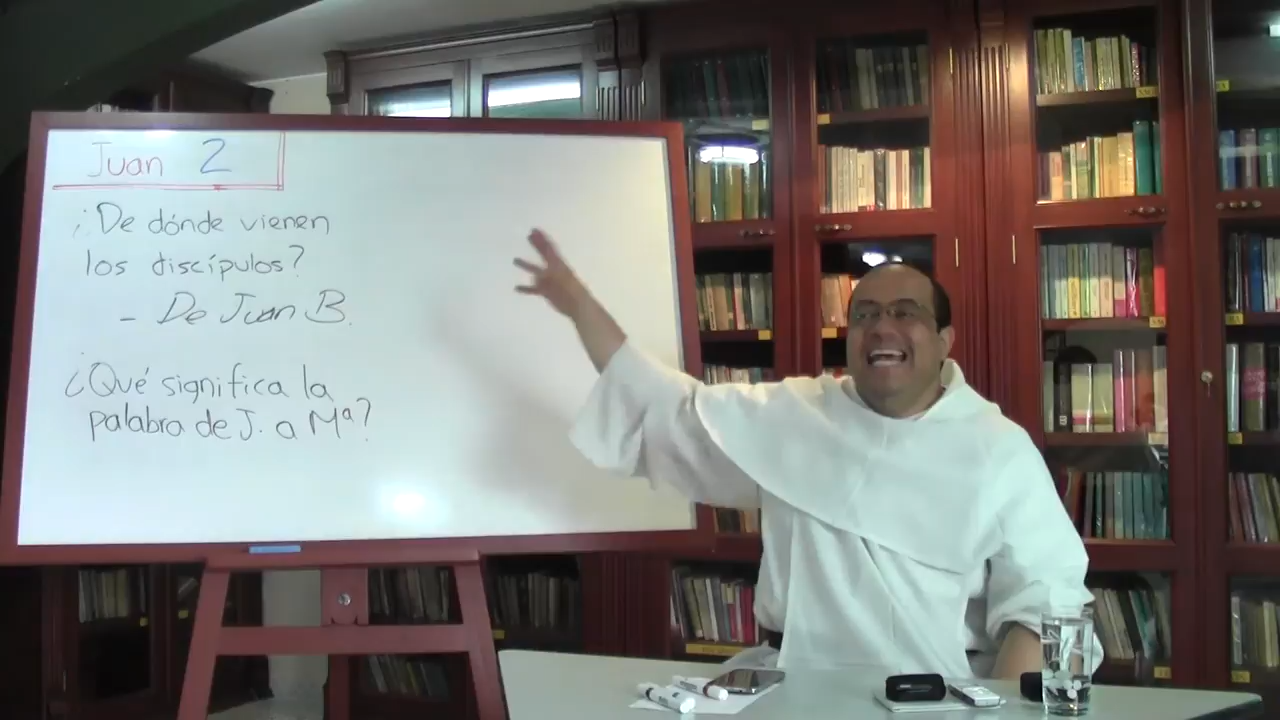 Juan 2
¿De dónde vienen
los discípulos?
- De Juan B.
¿Qué significa la
palabra de J. a Mª?